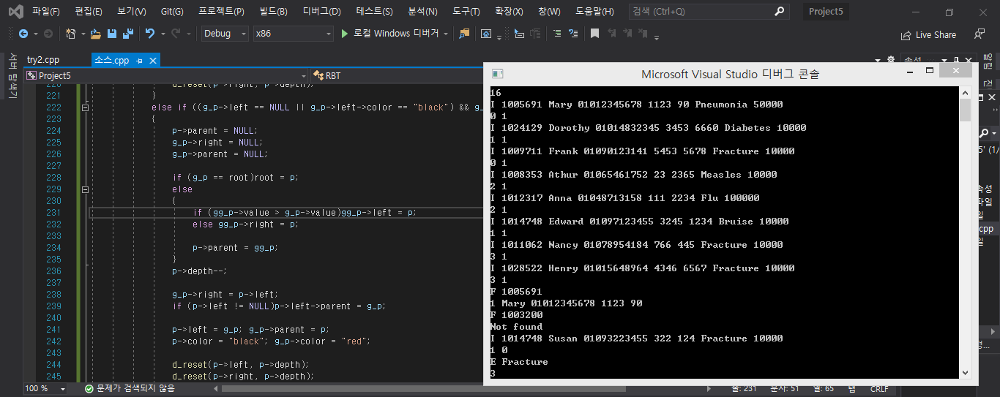 파일(F) 편집(E) 보기(V) Git(G) 프로젝트(P) 빌드(B) 디버그(D) 테스트(S) 분석(N) 도구(T) 확장(X) 창(W) 도움말(H) 검색 (Ctrl+Q) Project5
Debug x86 로컬 Windows 디버거 Live Share
서버 탐색기
try2.cpp 소스.cpp
속성
Project5 RBT
220 d_reset(p->right, p->depth);
221 }
222 else if ((g_p->left == NULL || g_p->left->color == "black") && g_
223 {
224 p->parent = NULL;
225 g_p->right = NULL;
226 g_p->parent = NULL;
227
228 if (g_p == root)root = p;
229 else
230 {
231 if (gg_p->value > g_p->value)gg_p->left = p;
232 else gg_p->right = p;
233
234 p->parent = gg_p;
235 }
236 p->depth--;
237
238 g_p->right = p->left;
239 if (p->left != NULL)p->left->parent = g_p;
240
241 p->left = g_p; g_p->parent = p;
242 p->color = "black"; g_p->color = "red";
243
244 d_reset(p->left, p->depth);
245 d_reset(p->right, p->depth);
100 % 문제가 검색되지 않음 줄: 231 문자: 51 열: 65 탭 CRLF
Microsoft Visual Studio 디버그 콘솔
16
I 1005691 Mary 01012345678 1123 90 Pneumonia 50000
0 1
I 1024129 Dorothy 01014832345 3453 6660 Diabetes 10000
1 1
I 1009711 Frank 01090123141 5453 5678 Fracture 10000
0 1
I 1008353 Athur 01065461752 23 2365 Measles 10000
2 1
I 1012317 Anna 01048713158 111 2234 Flu 100000
2 1
I 1014748 Edward 01097123455 3245 1234 Bruise 10000
1 1
I 1011062 Nancy 01078954184 766 445 Fracture 10000
3 1
I 1028522 Henry 01015648964 4346 6567 Fracture 10000
3 1
F 1005691
1 Mary 01012345678 1123 90
F 1003200
Not found
I 1014748 Susan 01093223455 322 124 Fracture 10000
1 0
E Fracture
3